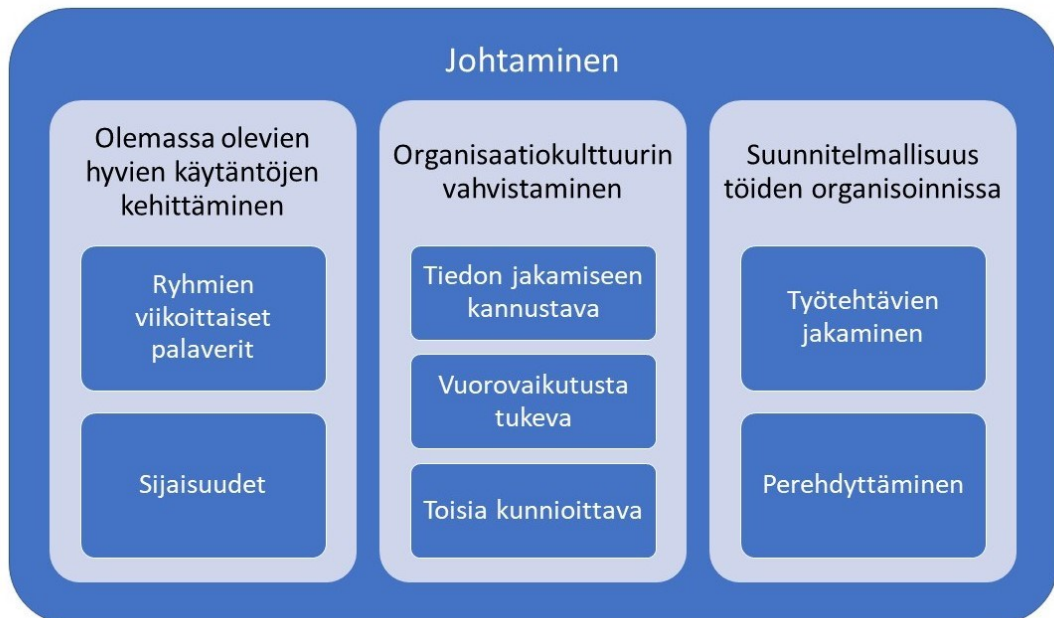 Johtaminen
Olemassa olevien
hyvien käytäntöjen
kehittäminen
Ryhmien
viikoittaiset
palaverit
Sijaisuudet
Organisaatiokulttuurin
vahvistaminen
Tiedon jakamiseen
kannustava
Vuorovaikutusta
tukeva
Toisia kunnioittava
Suunnitelmallisuus
töiden organisoinnissa
Työtehtävien
jakaminen
Perehdyttäminen